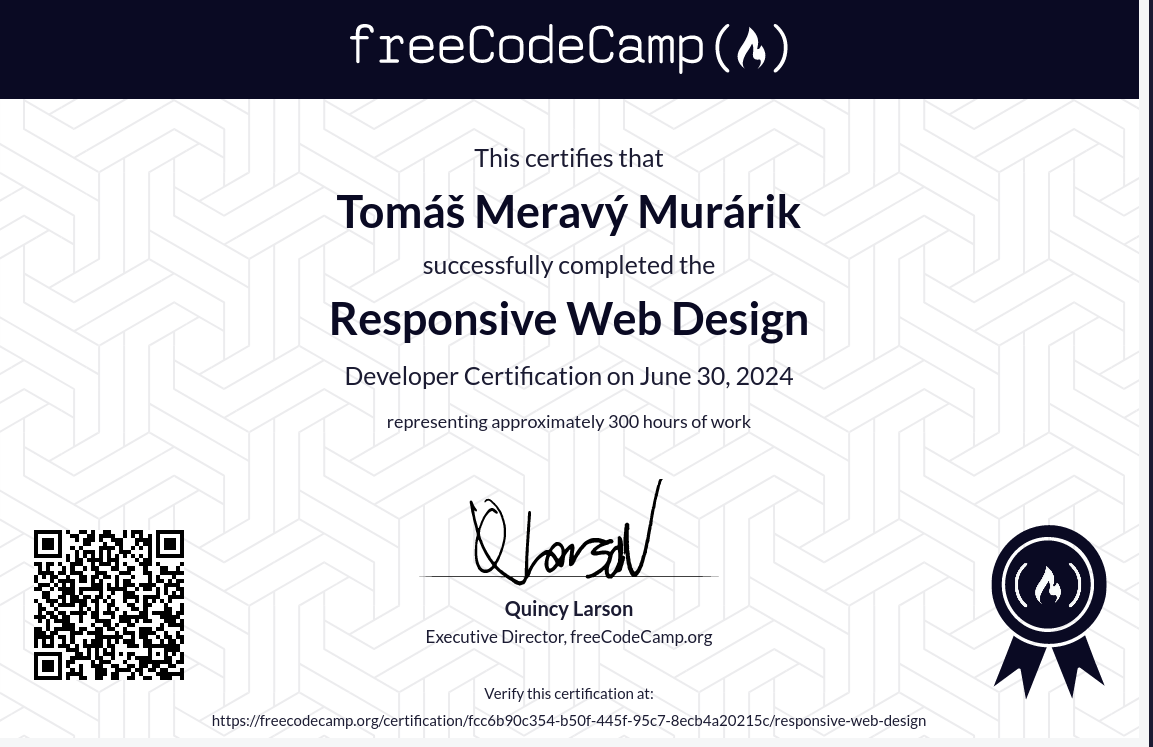 freeCodeCamp
This certifies that
Tomáš Meravý Murárik
successfully completed the
Responsive Web Design
Developer Certification on June 30, 2024
representing approximately 300 hours of work
Quincy Larson
Executive Director, freeCodeCamp.org
Verify this certification at:
https://freecodecamp.org/certification/fcc6b90c354-b50f-445f-95c7-8ecb4a20215c/responsive-web-design